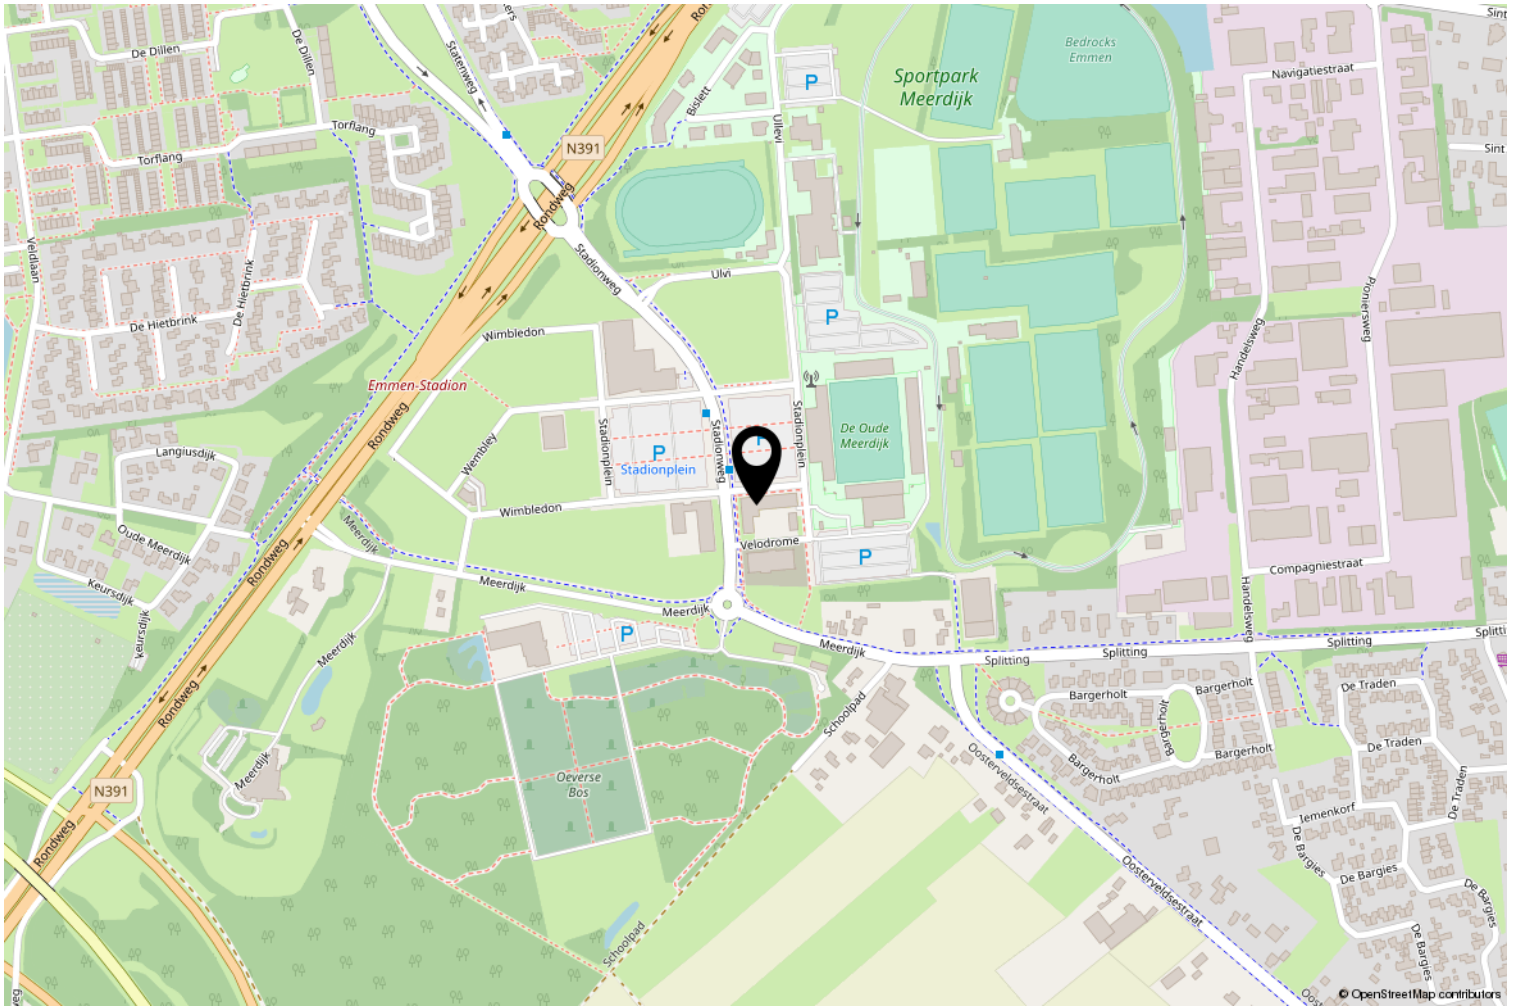 De Dillen
De Dillen
Statenweg
Bislett
Ullevi
Sportpark
Meerdijk
Bedrocks
Emmen
Navigatiestraat
Sint
Sint
Torflang
Torflang
N391
Rondweg
Stadionweg
Ulvi
P
P
Veldlaan
De Hietbrink
De Hietbrink
Wimbledon
Handelsweg
Pioniersweg
Emmen-Stadion
Rondweg
Langiusdijk
Wembley
Stadionplein
P
Stadionplein
Stadionweg
P
Stadionplein
De Oude
Meerdijk
Wimbledon
Oude Meerdijk
Meerdijk
Velodrome
P
Compagniestraat
Rondweg
Keursdijk
Meerdijk
Meerdijk
Handelsweg
keursdijk
Meerdijk
P
Meerdijk
Splitting
Splitting
Splitting
Rondweg
Schoolpad
Bargerholt
Bargerholt
Bargerholt
Bargerholt
Bargerholt
De Traden
De Traden
De Traden
Meerdijk
Oeverse
Bos
Oosterveldsestraat
N391
Rondweg
Iemenkorf
De Bargies
De Bargies
De Bargies
De Bargies
Oosterveldsestraat
Schoolpad
© OpenStreetMap contributors